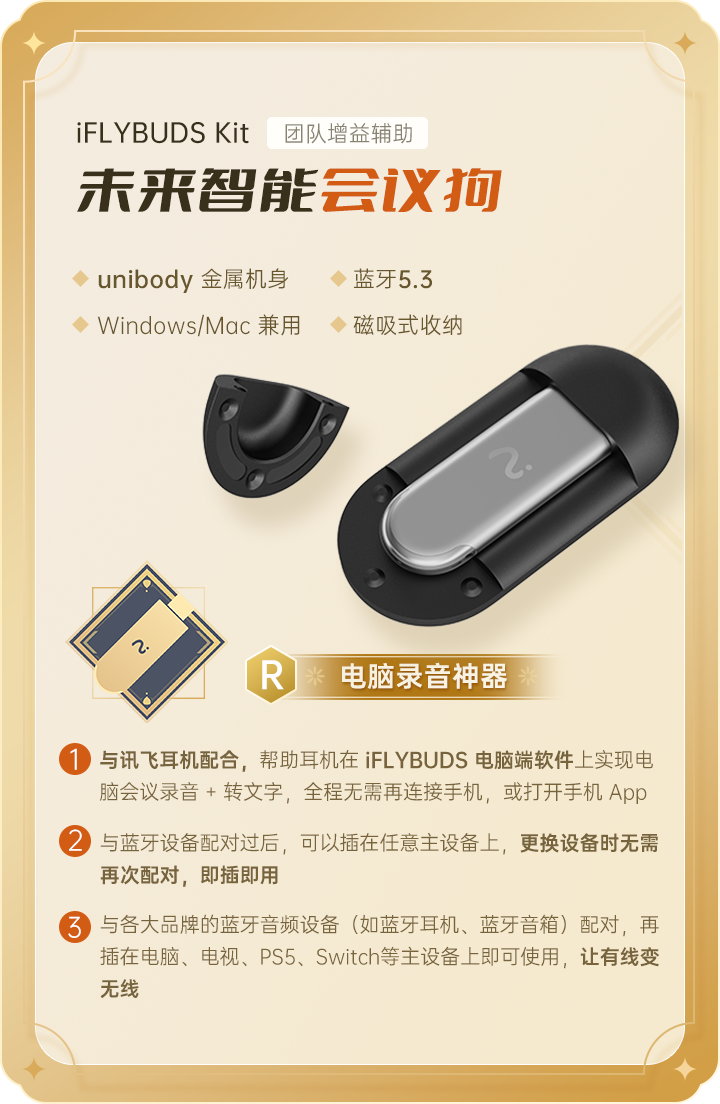 iFLYBUDS Kit 团队增益辅助
未来智能会议狗
unibody 金属机身 蓝牙5.3
Windows/Mac 兼用 磁吸式收纳
R 电脑录音神器
1 与讯飞耳机配合，帮助耳机在 iFLYBUDS 电脑端软件上实现电
脑会议录音 + 转文字，全程无需再连接手机，或打开手机 App
2 与蓝牙设备配对过后，可以插在任意主设备上，更换设备时无需
再次配对，即插即用
3 与各大品牌的蓝牙音频设备（如蓝牙耳机、蓝牙音箱）配对，再
插在电脑、电视、PS5、Switch等主设备上即可使用，让有线变
无线